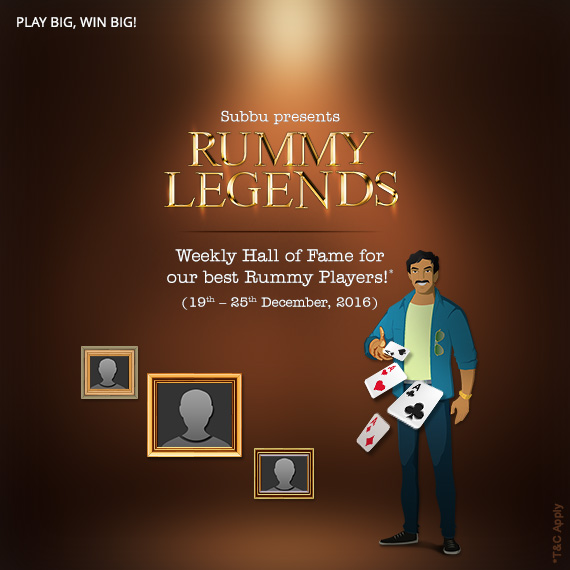 PLAY BIG, WIN BIG!
Subbu presents
RUMMY
LEGENDS
Weekly Hall of Fame for
our best Rummy Players!*
(19th – 25th December, 2016)
A
A
A
A
*T&C Apply